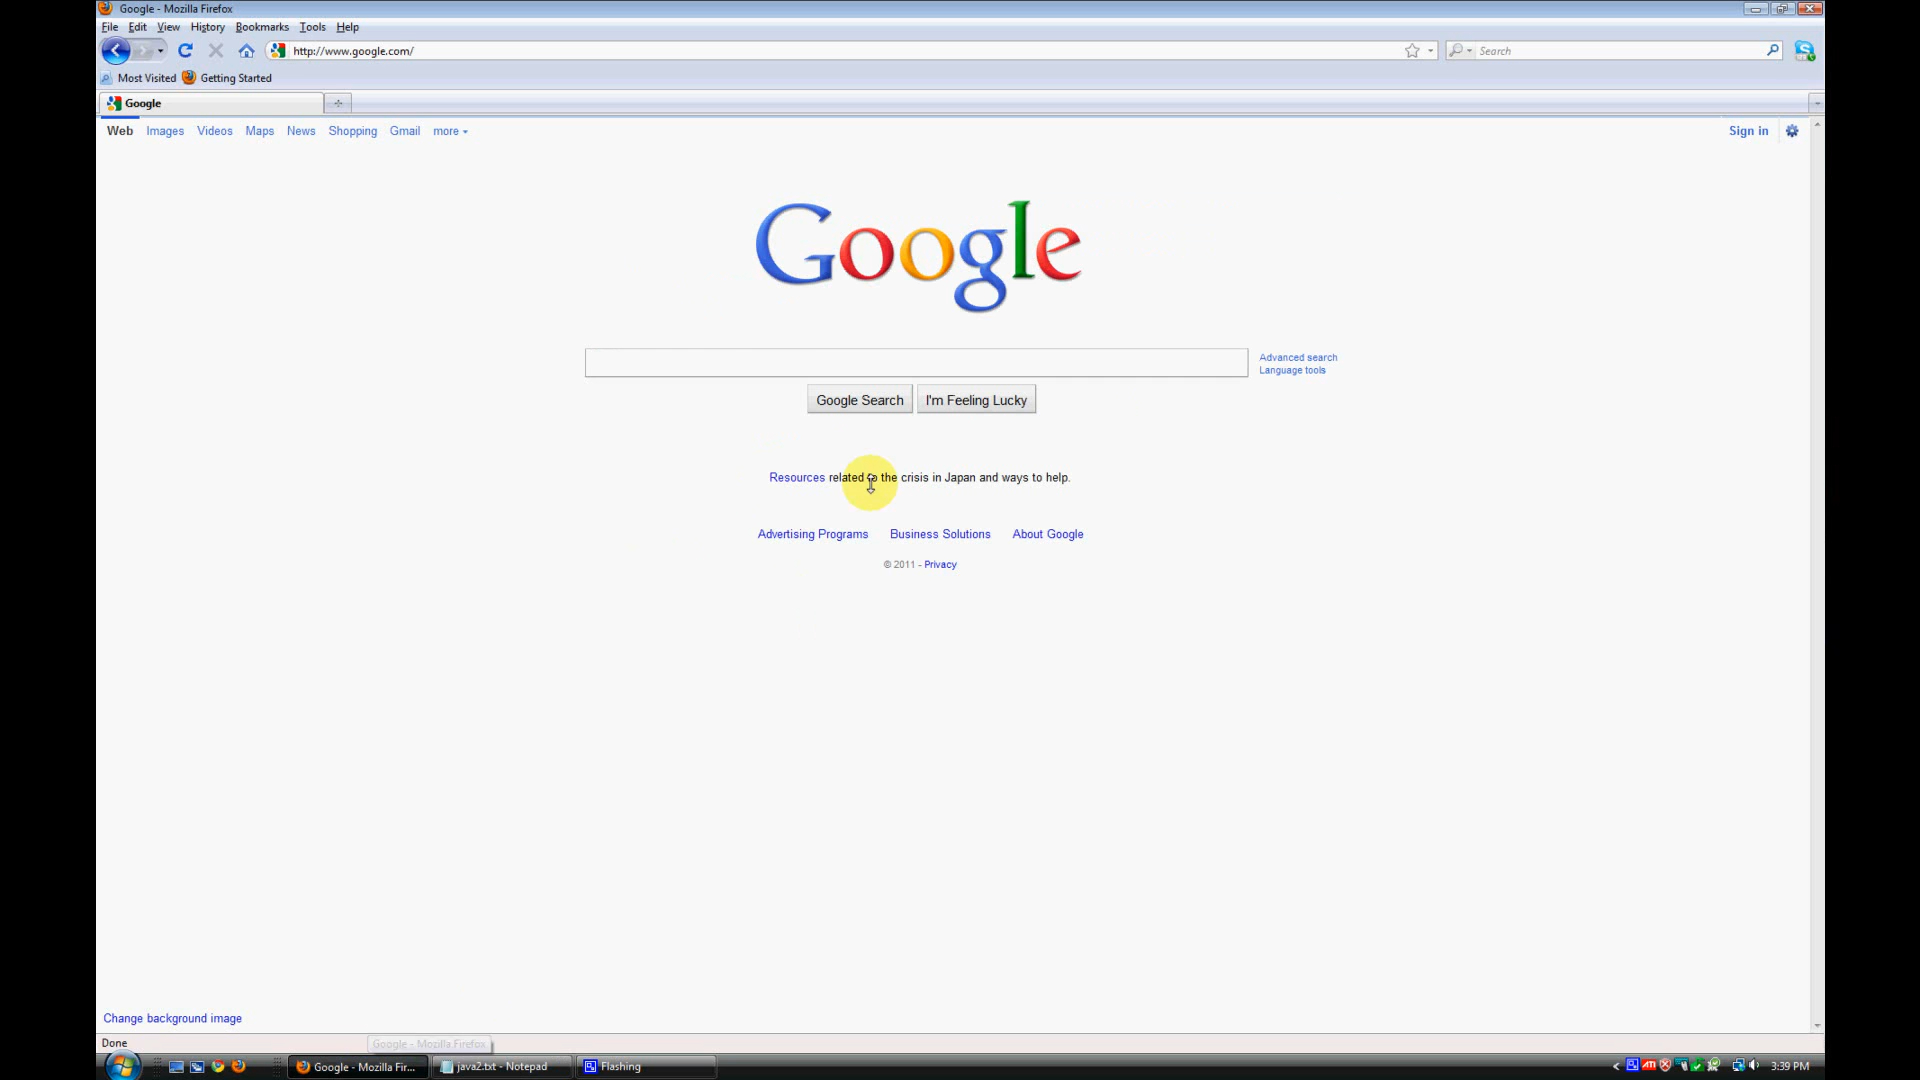 Google - Mozilla Firefox
File Edit View History Bookmarks Tools Help
http://www.google.com/ Search
Most Visited Getting Started
Google
Web Images Videos Maps News Shopping Gmail more Sign in
Google
Advanced search
Language tools
Google Search I'm Feeling Lucky
Resources related to the crisis in Japan and ways to help.
Advertising Programs Business Solutions About Google
© 2011 - Privacy
Change background image
Done Google - Mozilla Firefox
Google - Mozilla Fir... java2.txt - Notepad Flashing 3:39 PM